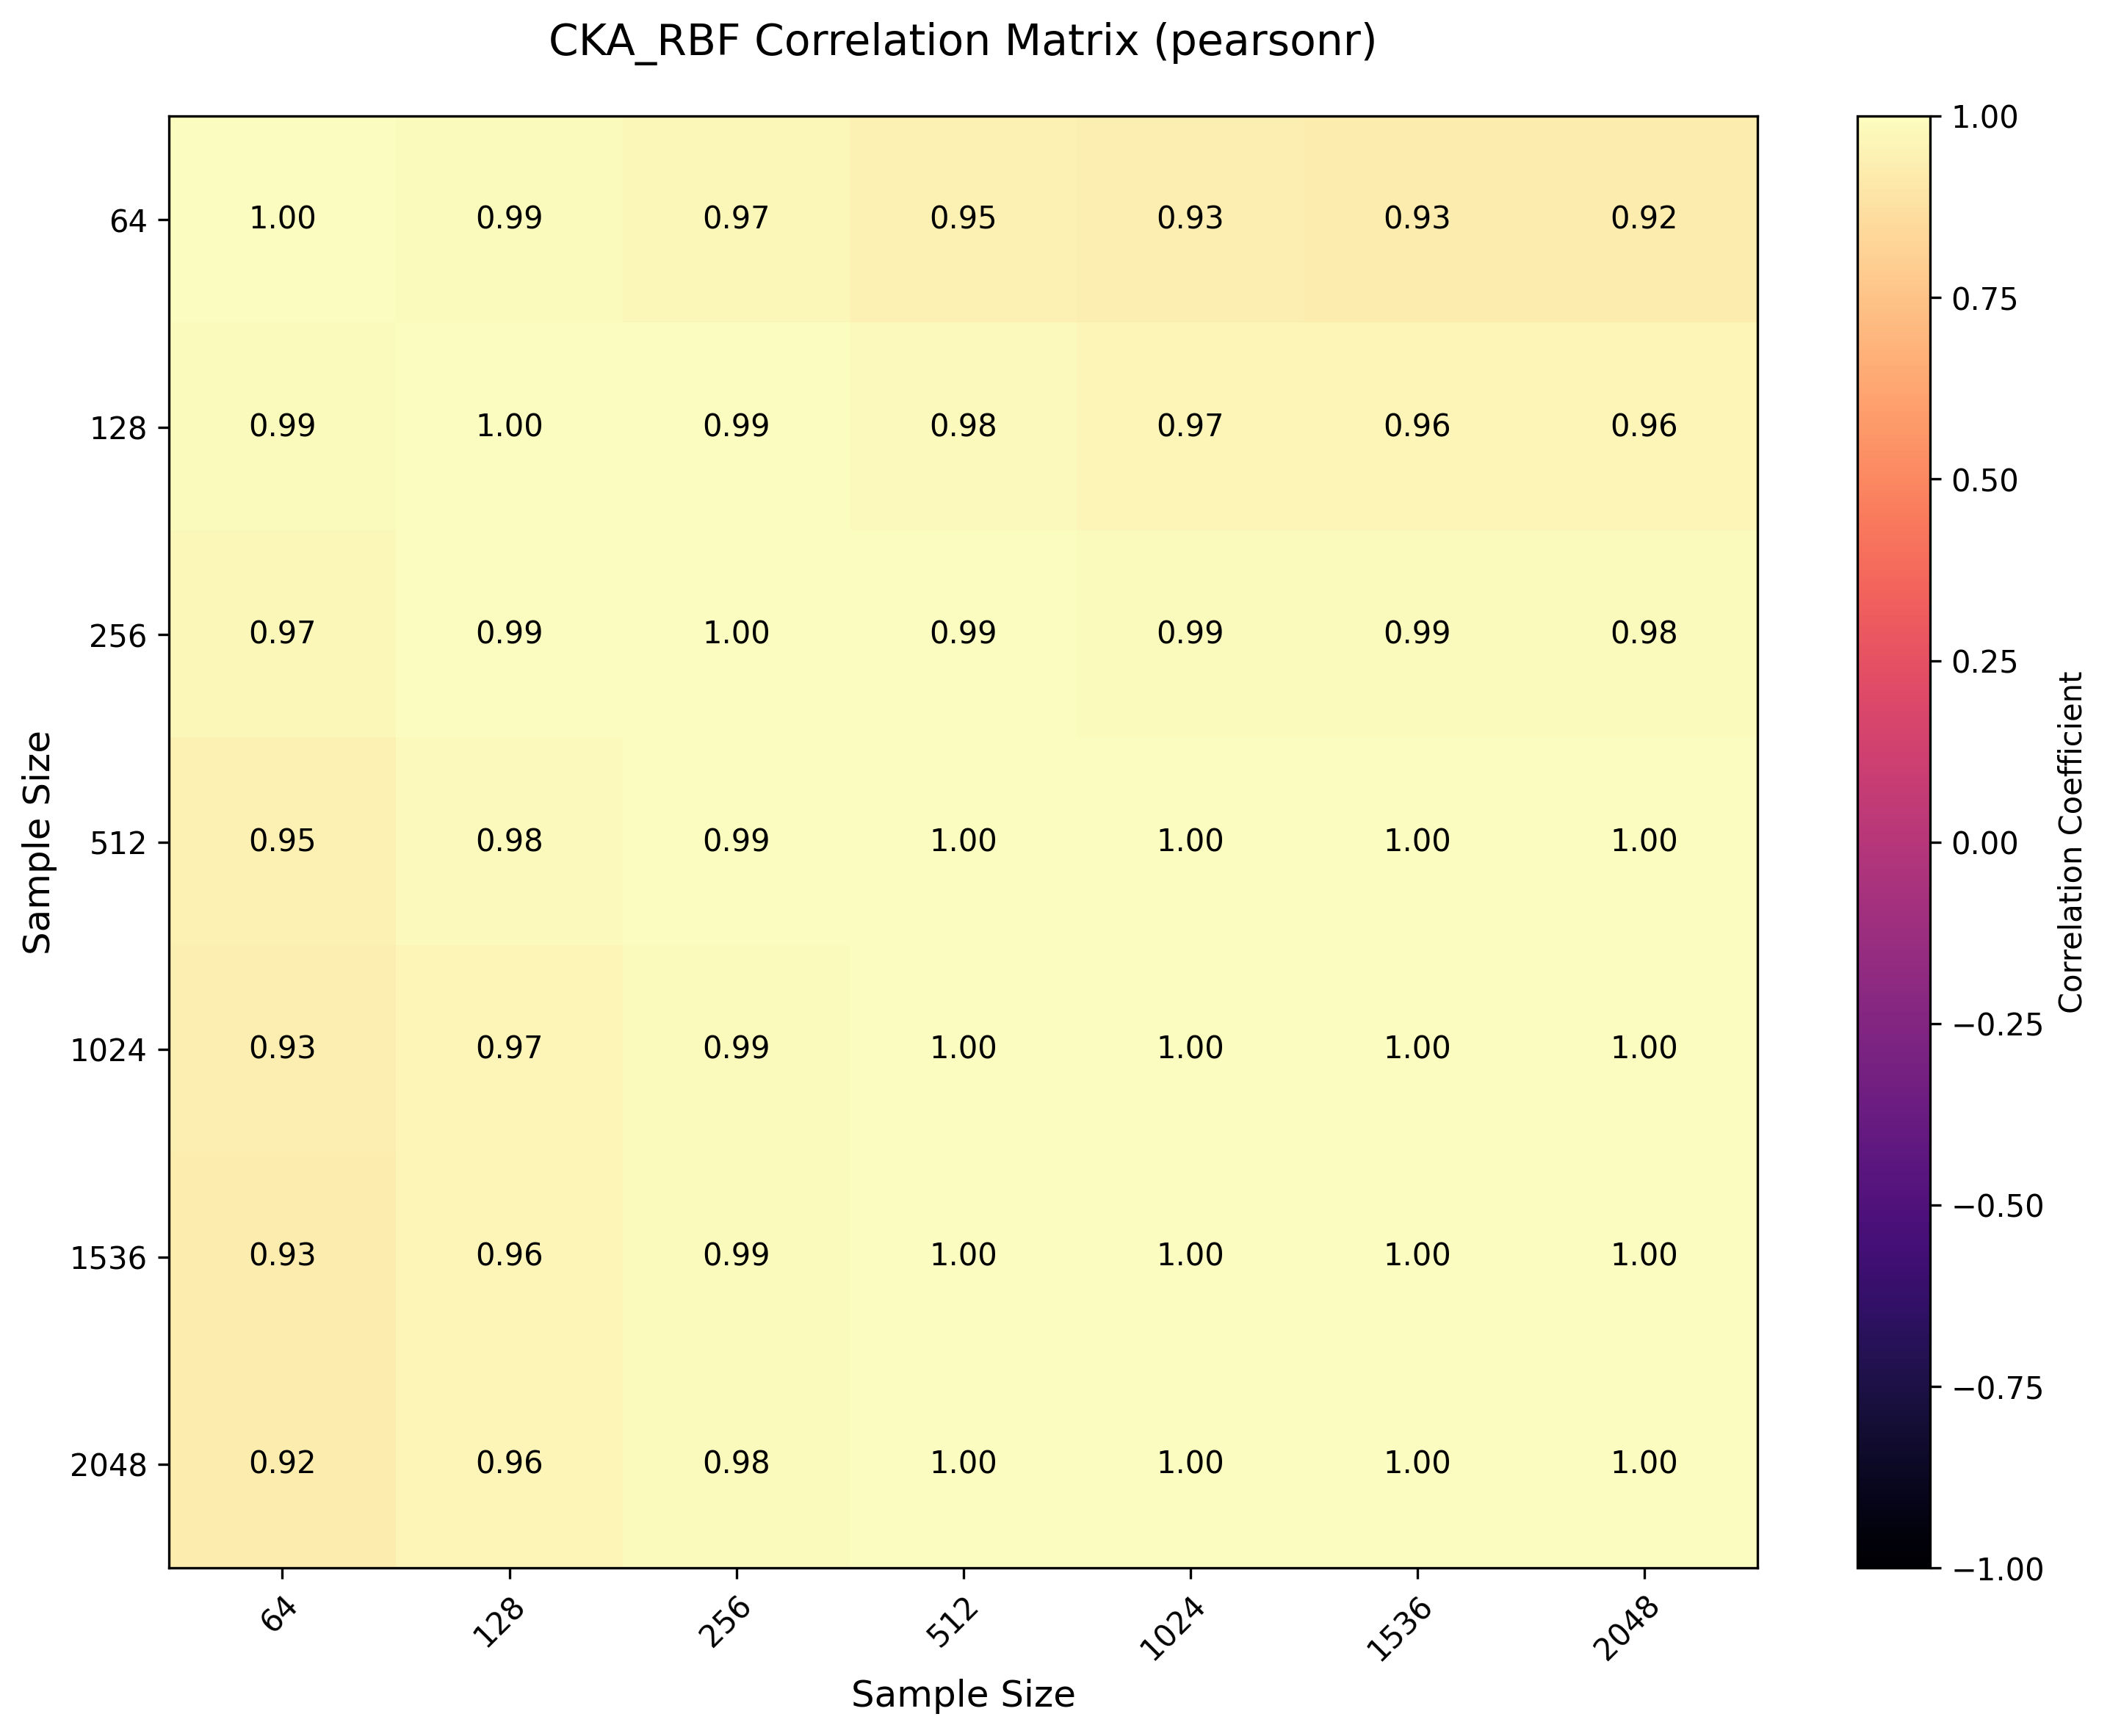 CKA_RBF Correlation Matrix (pearsonr)
64 1.00 0.99 0.97 0.95 0.93 0.93 0.92
128 0.99 1.00 0.99 0.98 0.97 0.96 0.96
256 0.97 0.99 1.00 0.99 0.99 0.99 0.98
512 0.95 0.98 0.99 1.00 1.00 1.00 1.00
1024 0.93 0.97 0.99 1.00 1.00 1.00 1.00
1536 0.93 0.96 0.99 1.00 1.00 1.00 1.00
2048 0.92 0.96 0.98 1.00 1.00 1.00 1.00
64 128 256 512 1024 1536 2048
Sample Size
Sample Size
1.00
0.75
0.50
0.25
0.00
−0.25
−0.50
−0.75
−1.00
Correlation Coefficient